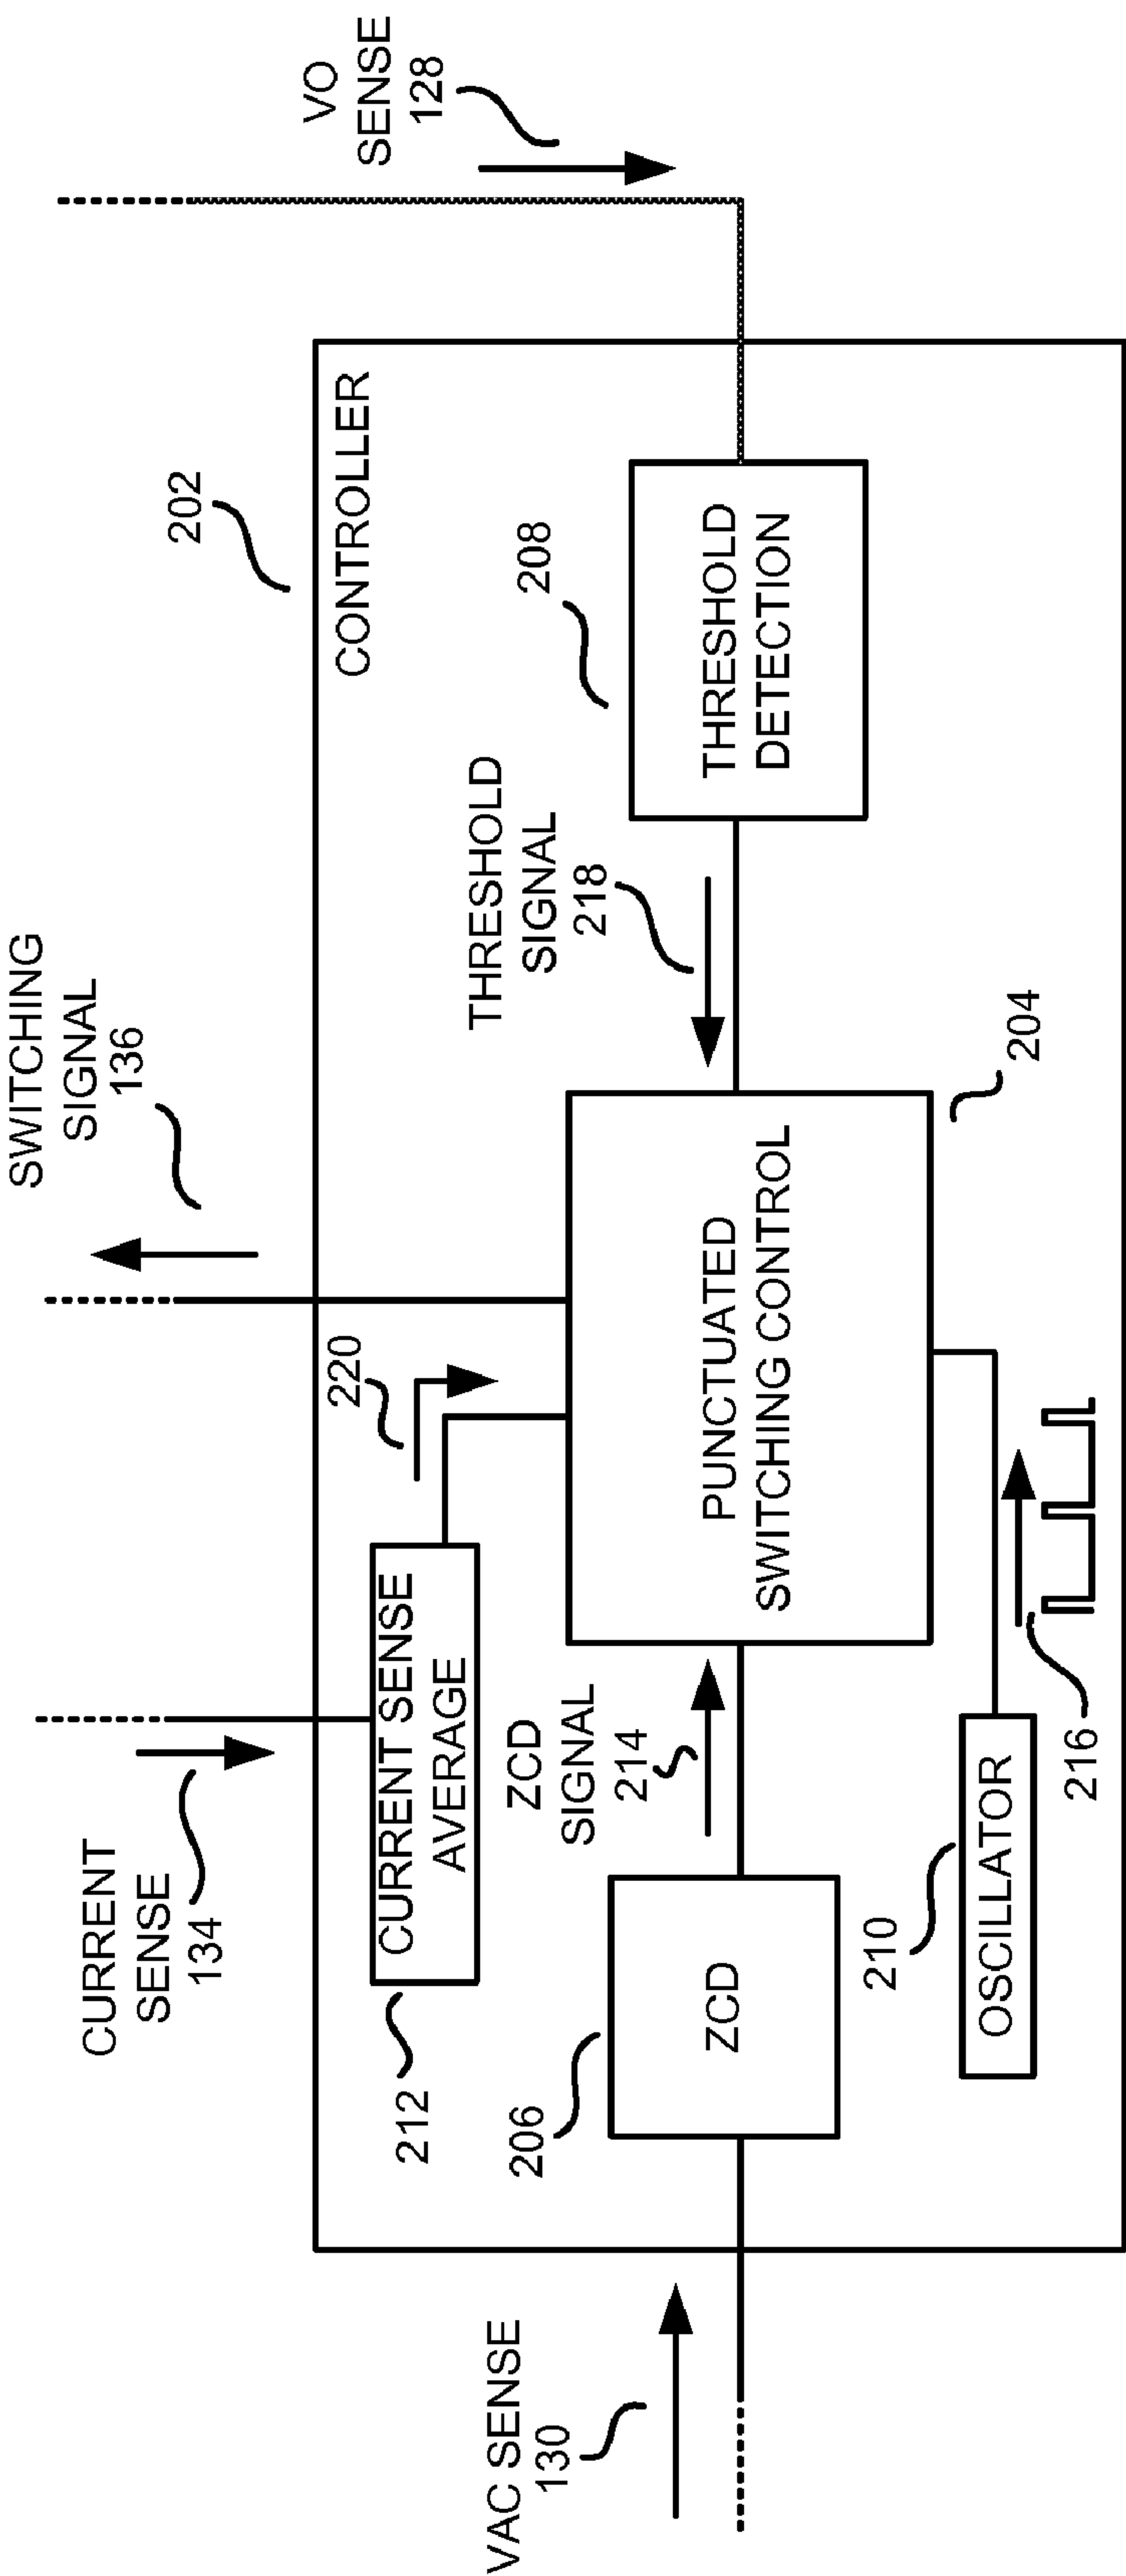 SWITCHING
SIGNAL
136
CURRENT
SENSE
134
VO
SENSE
128
202
CONTROLLER
220
CURRENT SENSE
AVERAGE
212
THRESHOLD
SIGNAL
218
208
THRESHOLD
DETECTION
VAC SENSE
130
206
ZCD
ZCD
SIGNAL
214
PUNCTUATED
SWITCHING CONTROL
204
210
OSCILLATOR
216